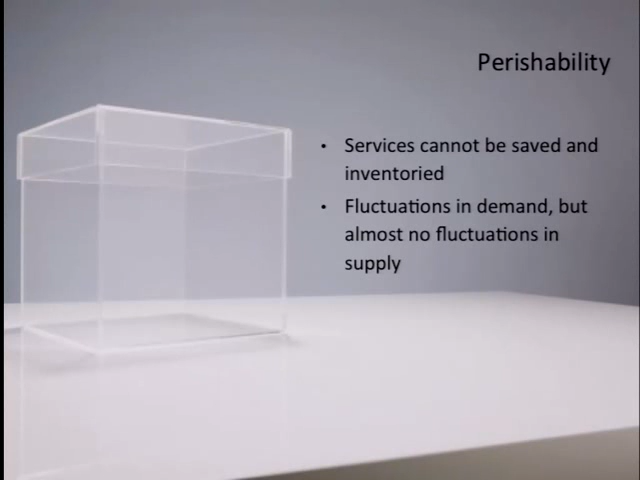 Perishability
• Services cannot be saved and
inventoried
• Fluctuations in demand, but
almost no fluctuations in
supply